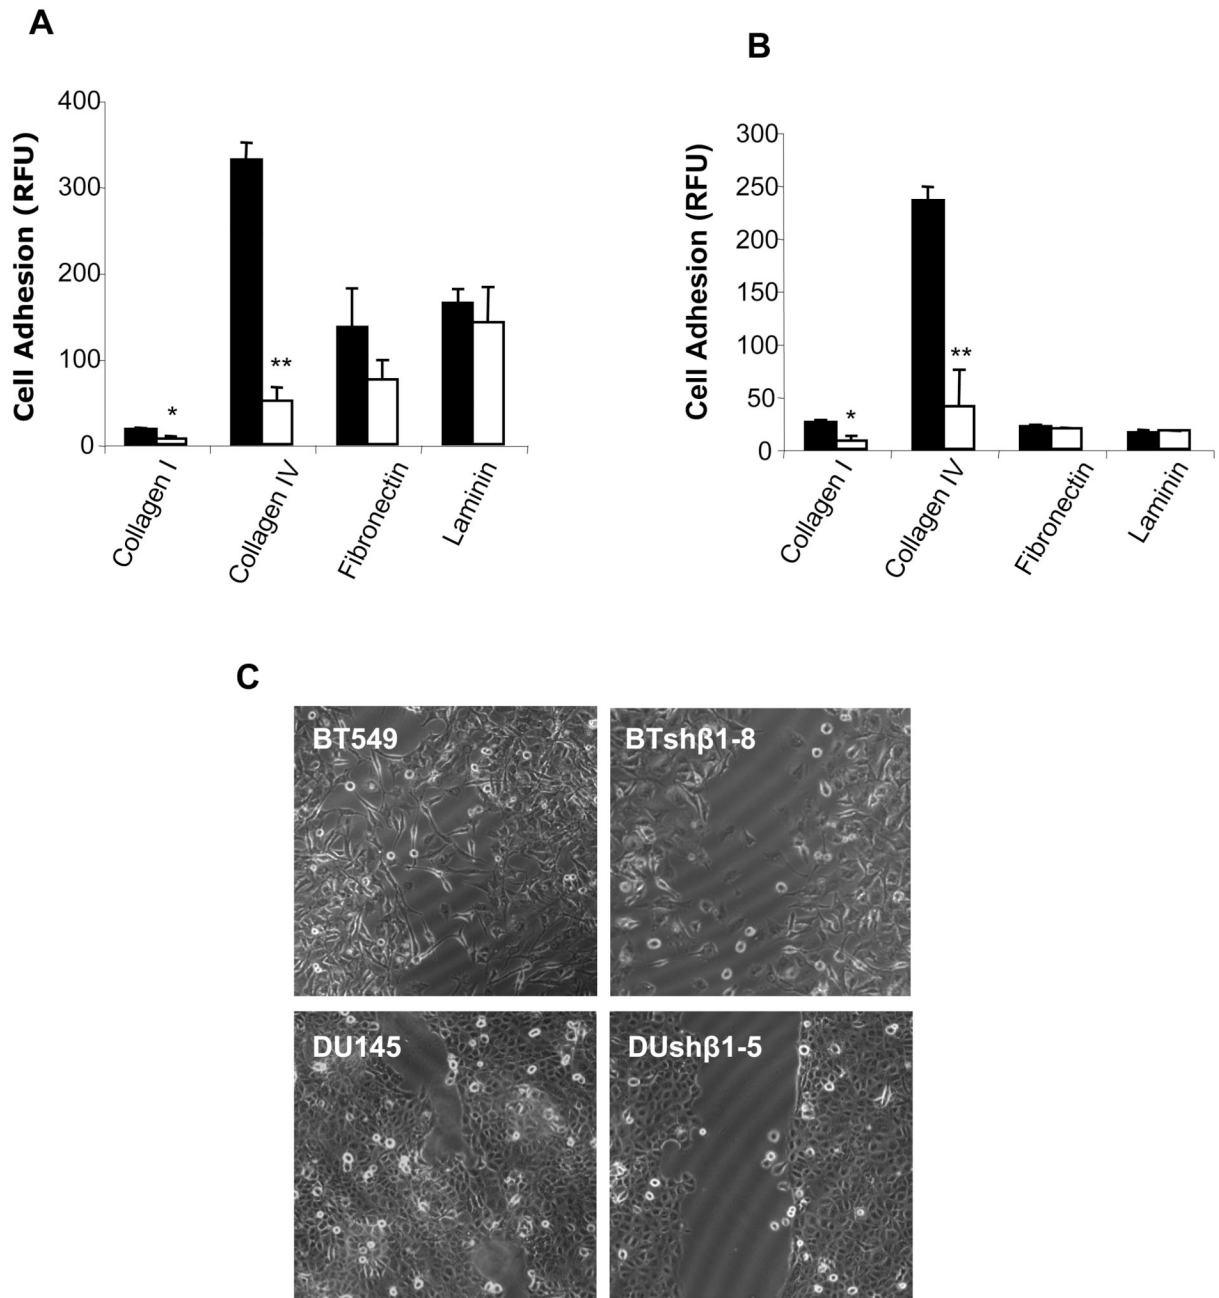 A
Cell Adhesion (RFU)
400
300
200
100
0
*
**
Collagen I
Collagen IV
Fibronectin
Laminin
B
Cell Adhesion (RFU)
300
250
200
150
100
50
0
*
**
Collagen I
Collagen IV
Fibronectin
Laminin
C
BT549
BTshβ1-8
DU145
DUshβ1-5